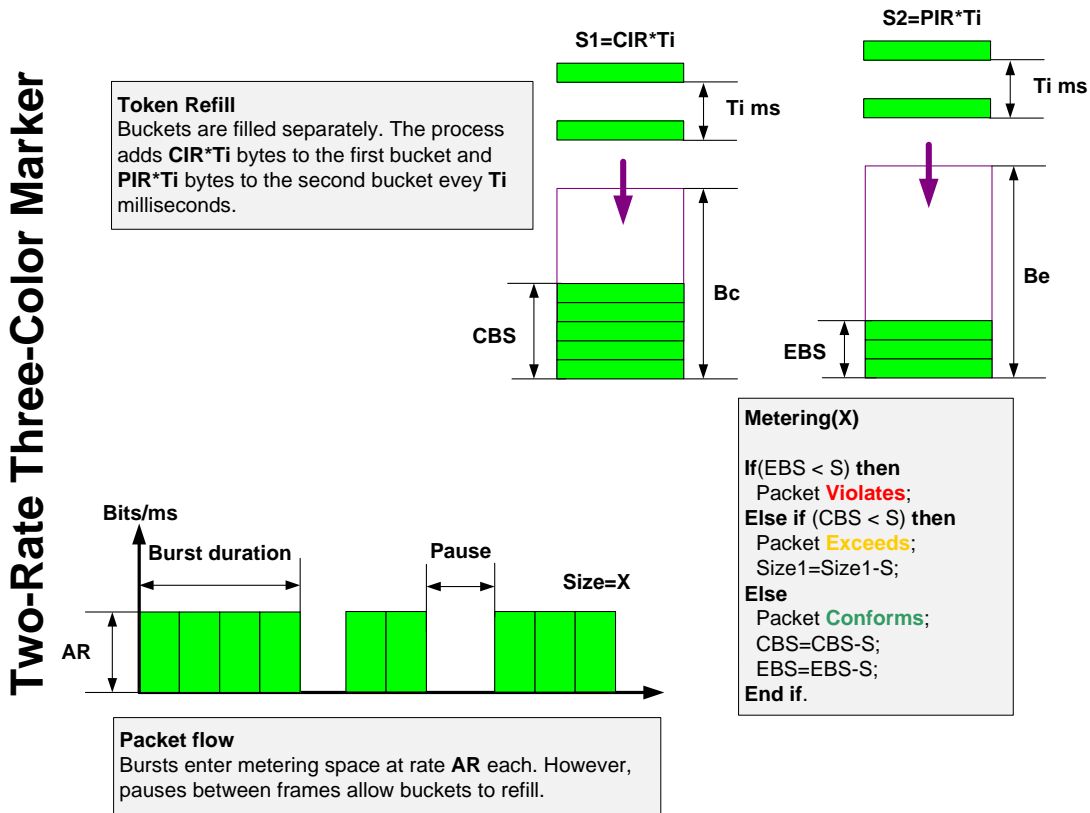 Two-Rate Three-Color Marker
S1=CIR*Ti
S2=PIR*Ti
Ti ms
Ti ms
Token Refill
Buckets are filled separately. The process
adds CIR*Ti bytes to the first bucket and
PIR*Ti bytes to the second bucket evey Ti
milliseconds.
Bc
CBS
Be
EBS
Metering(X)
If(EBS < S) then
Packet Violates;
Else if (CBS < S) then
Packet Exceeds;
Size1=Size1-S;
Else
Packet Conforms;
CBS=CBS-S;
EBS=EBS-S;
End if.
Bits/ms
Burst duration
Pause
Size=X
AR
Packet flow
Bursts enter metering space at rate AR each. However,
pauses between frames allow buckets to refill.